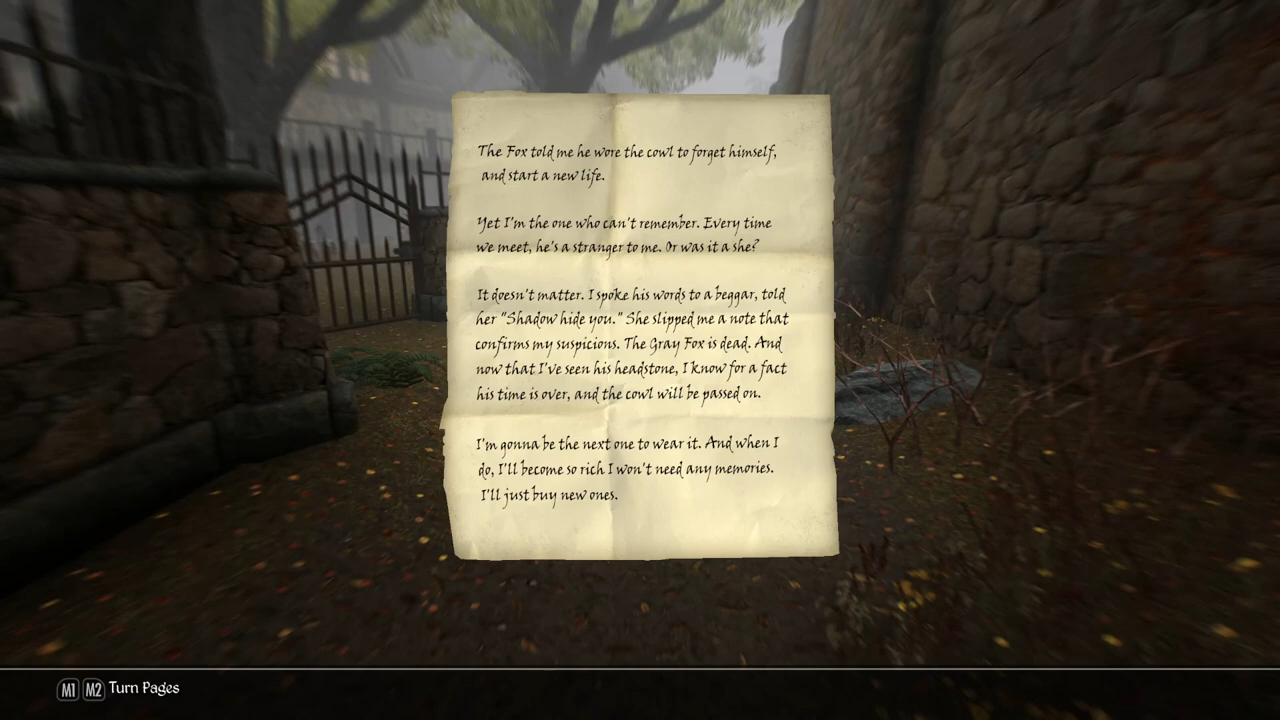 The Fox told me he wore the cowl to forget himself,
and start a new life.
Yet I'm the one who can't remember. Every time
we meet, he's a stranger to me. Or was it a she?
It doesn't matter. I spoke his words to a beggar, told
her "Shadow hide you." She slipped me a note that
confirms my suspicions. The Gray Fox is dead. And
now that I've seen his headstone, I know for a fact
his time is over, and the cowl will be passed on.
I'm gonna be the next one to wear it. And when I
do, I'll become so rich I won't need any memories.
I'll just buy new ones.
M1 M2 Turn Pages